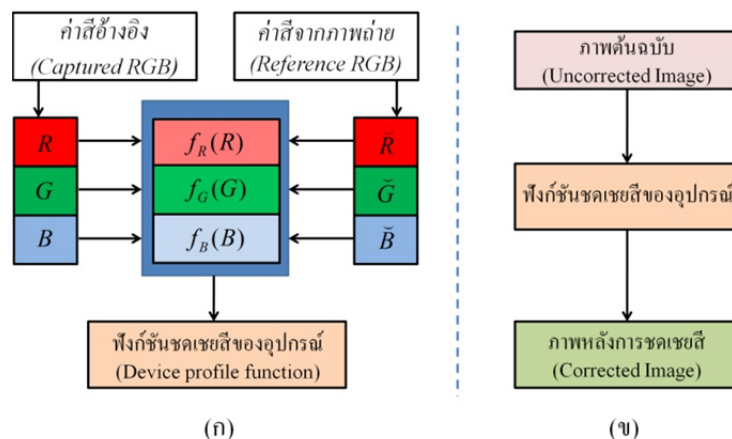 ค่าสีอ้างอิง
(Captured RGB)
ค่าสีจากภาพถ่าย
(Reference RGB)
R
G
B
f_R(R)
f_G(G)
f_B(B)
R̆
Ğ
B̆
ฟังก์ชันชดเชยสีของอุปกรณ์
(Device profile function)
(ก)
ภาพต้นฉบับ
(Uncorrected Image)
ฟังก์ชันชดเชยสีของอุปกรณ์
ภาพหลังการชดเชยสี
(Corrected Image)
(ข)